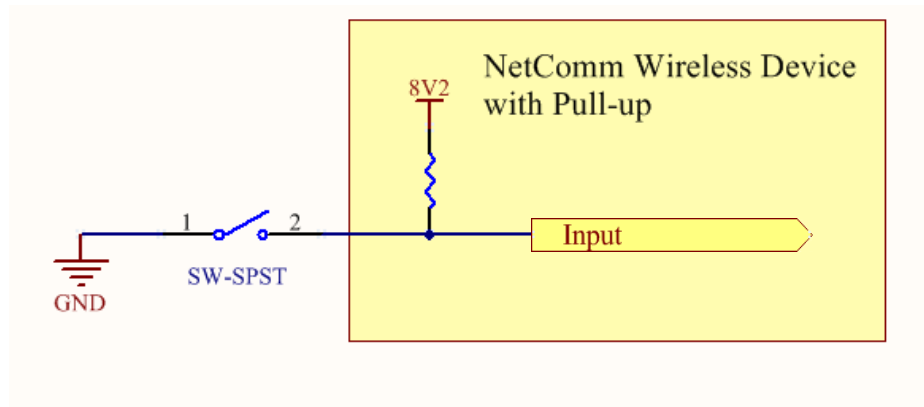 NetComm Wireless Device
with Pull-up
8V2
1
2
Input
SW-SPST
GND